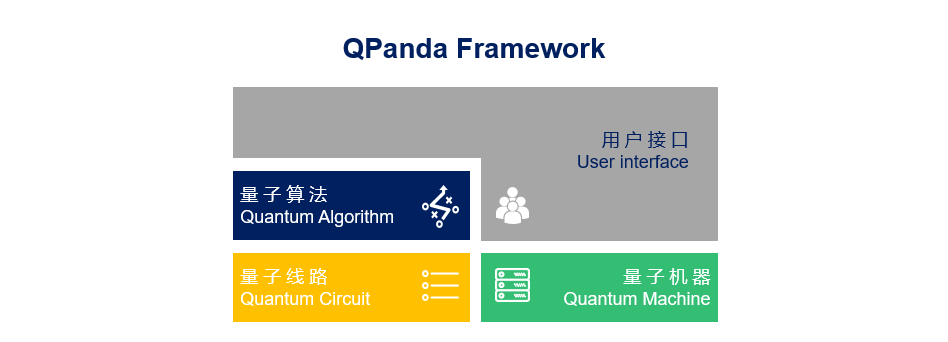 QPanda Framework
用户接口
User interface
量子算法
Quantum Algorithm
量子线路
Quantum Circuit
量子机器
Quantum Machine